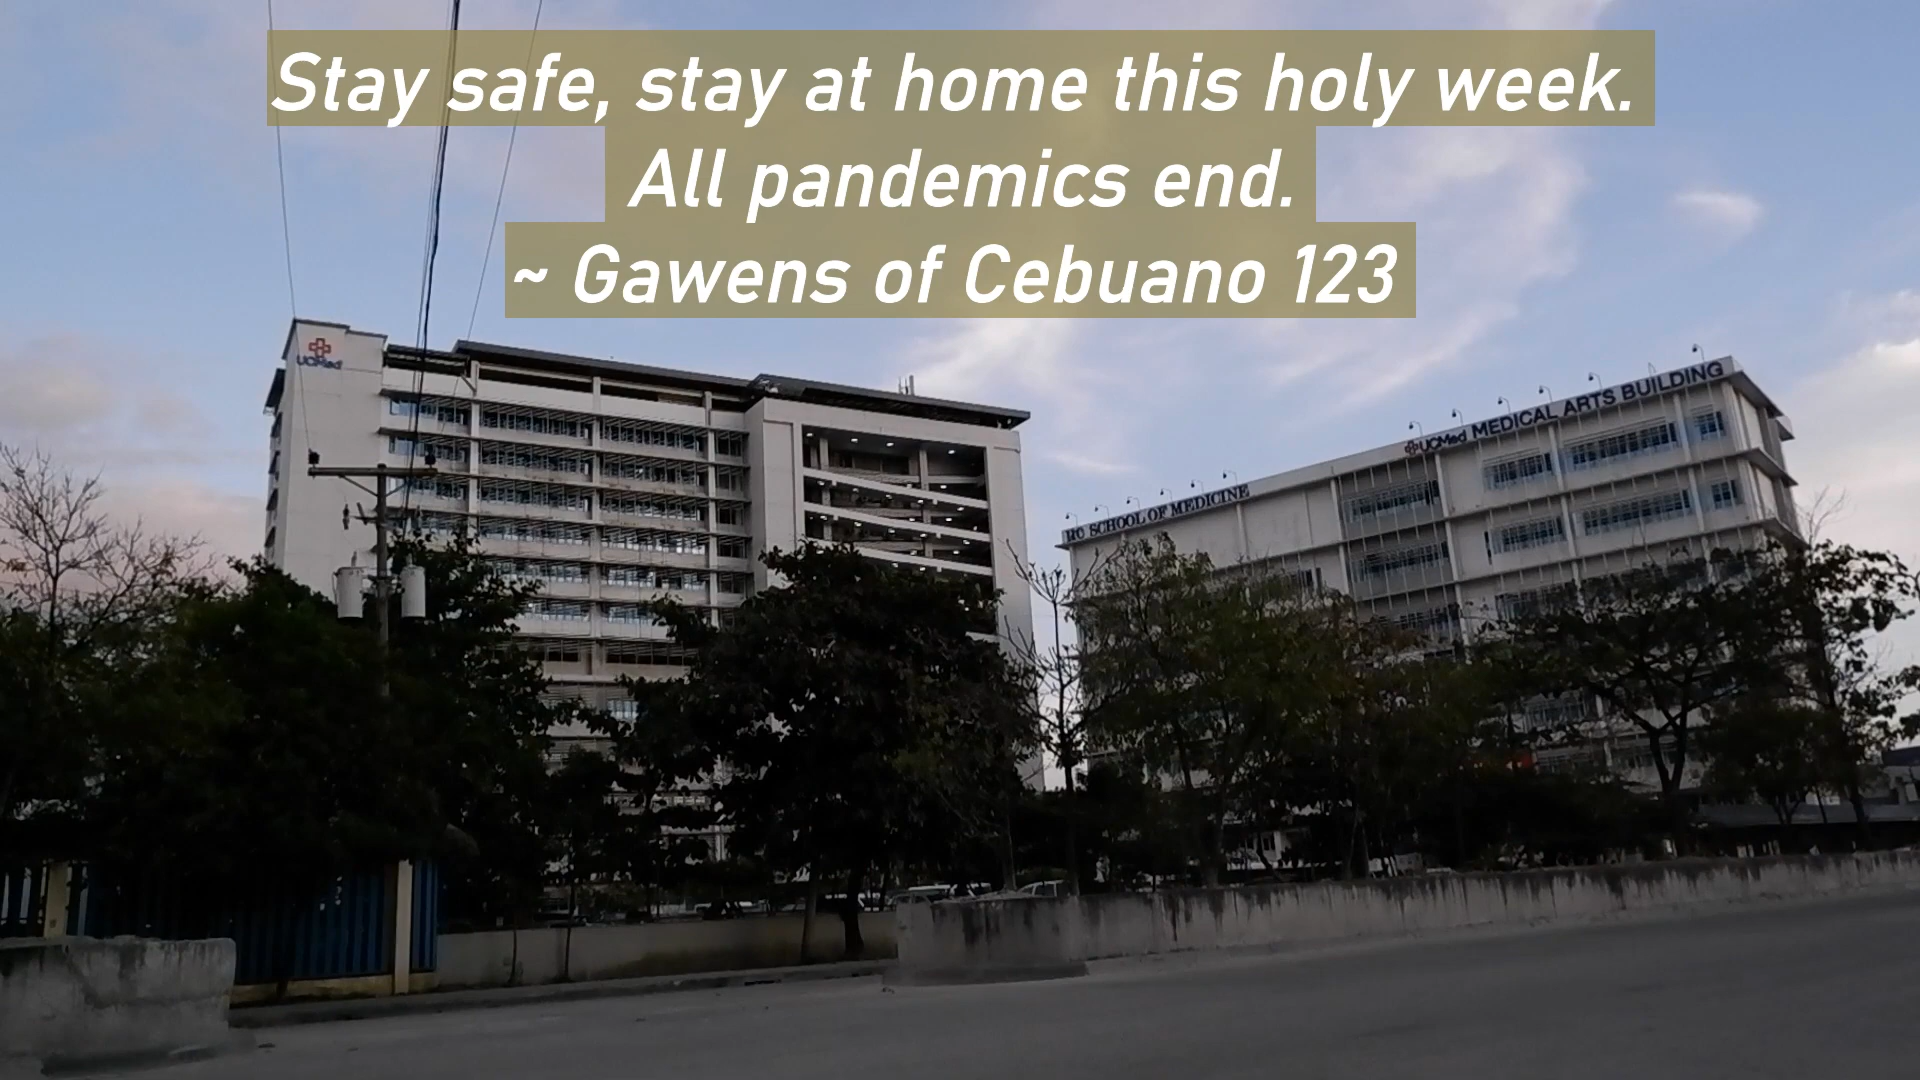 Stay safe, stay at home this holy week.
All pandemics end.
~ Gawens of Cebuano 123
UCMed
UCMed MEDICAL ARTS BUILDING
UC SCHOOL OF MEDICINE